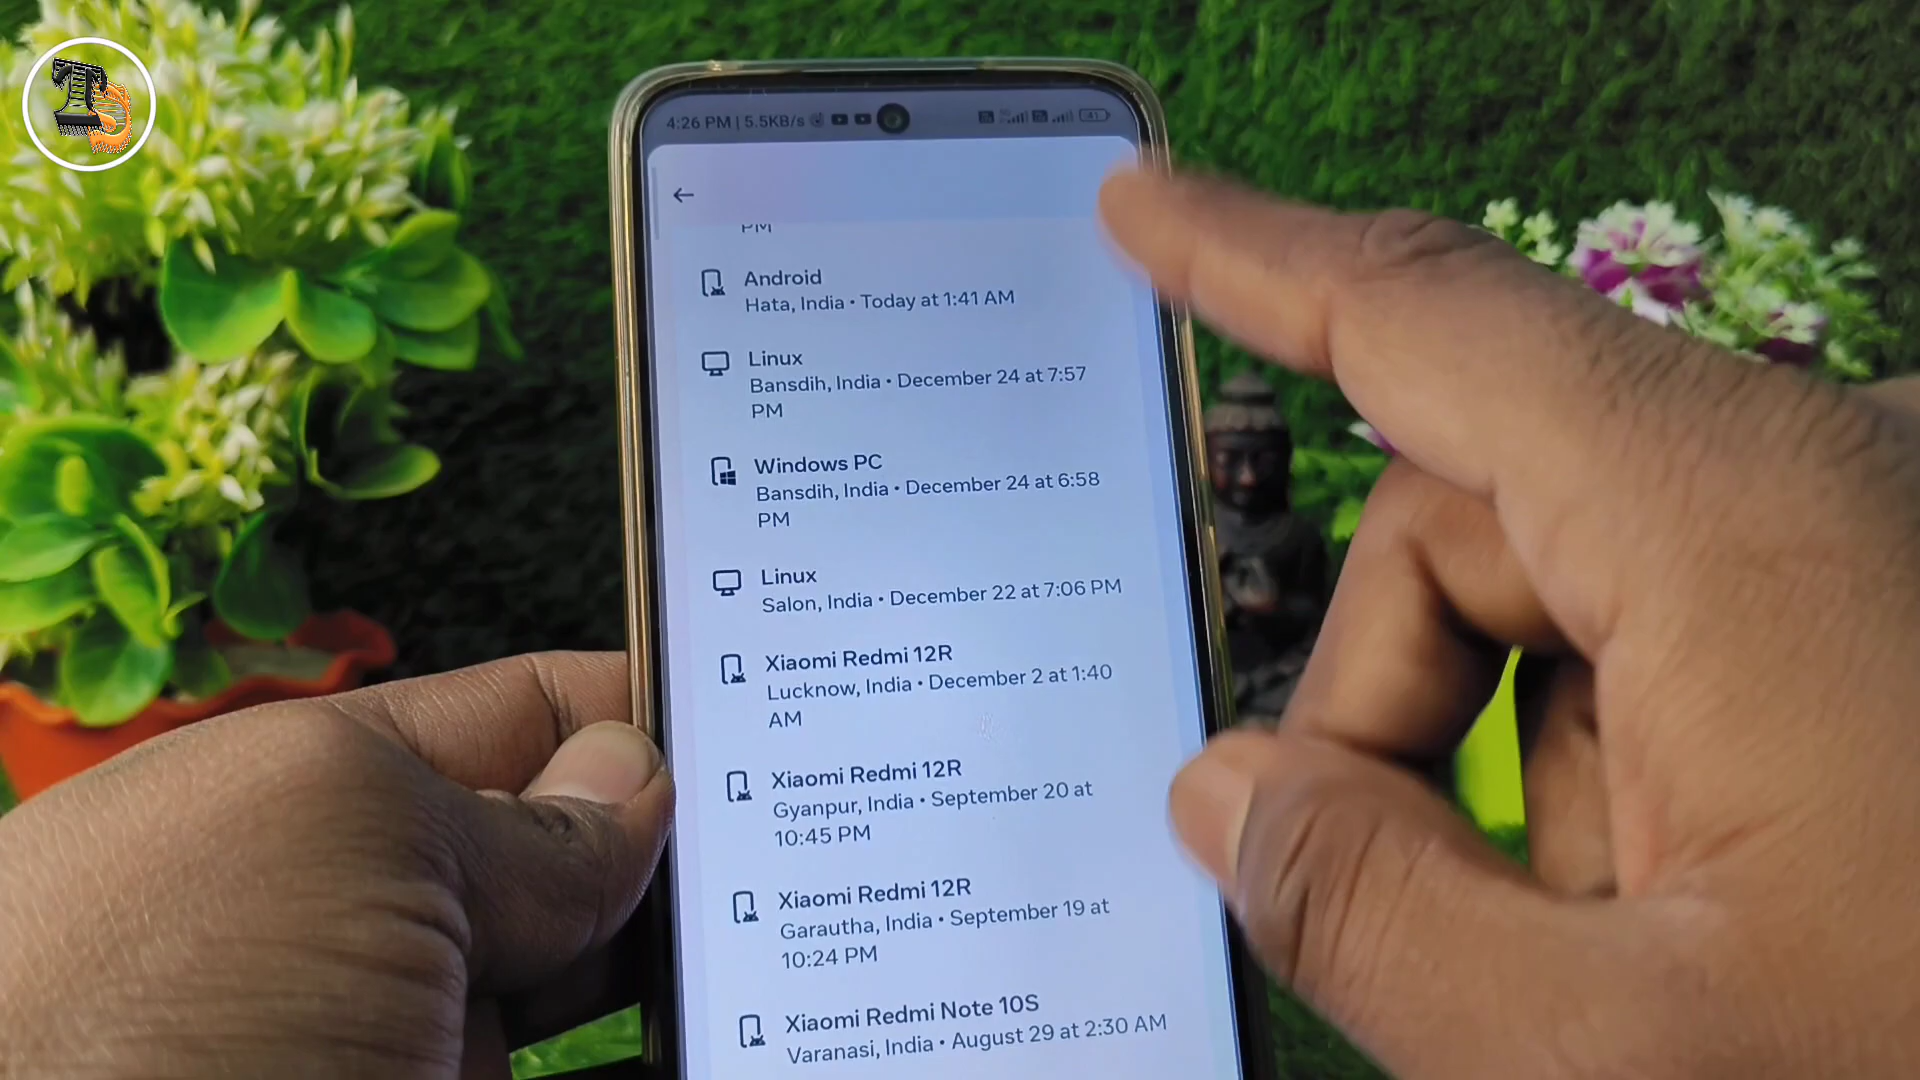 4:26 PM | 5.5KB/s
41
PM
Android
Hata, India • Today at 1:41 AM
Linux
Bansdih, India • December 24 at 7:57
PM
Windows PC
Bansdih, India • December 24 at 6:58
PM
Linux
Salon, India • December 22 at 7:06 PM
Xiaomi Redmi 12R
Lucknow, India • December 2 at 1:40
AM
Xiaomi Redmi 12R
Gyanpur, India • September 20 at
10:45 PM
Xiaomi Redmi 12R
Garautha, India • September 19 at
10:24 PM
Xiaomi Redmi Note 10S
Varanasi, India • August 29 at 2:30 AM